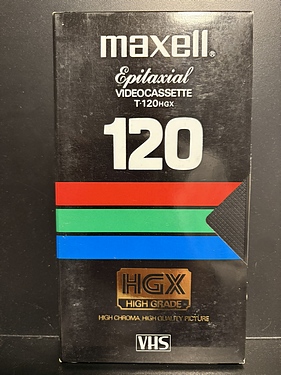 maxell®
Epitaxial
VIDEOCASSETTE
T-120HGX
120
HGX
HIGH GRADE
HIGH CHROMA, HIGH QUALITY PICTURE
VHS